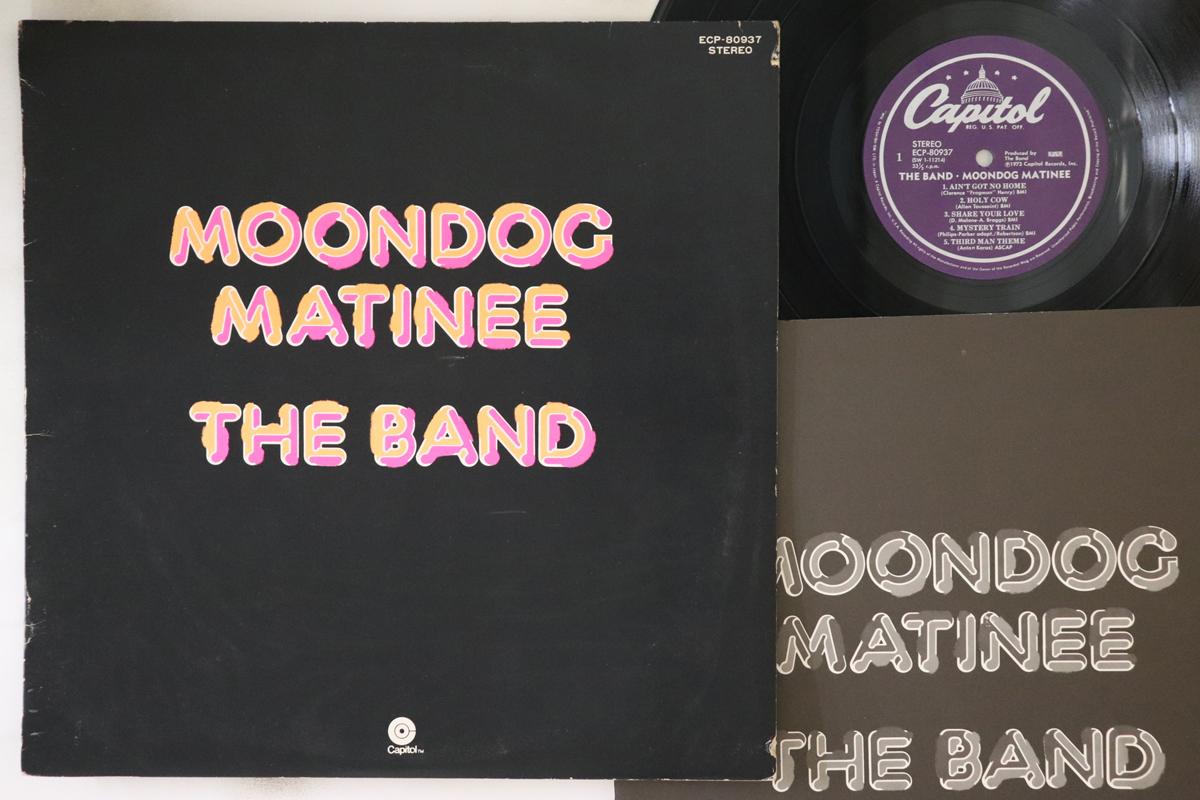 ECP-80937
STEREO
MOONDOG
MATINEE
THE BAND
Capitol TM
Capitol
REG. U.S. PAT. OFF.
STEREO
ECP-80937
(SW 1-11214)
33⅓ r.p.m.
1
Produced by
The Band
℗1973 Capitol Records, Inc.
THE BAND · MOONDOG MATINEE
1. AIN'T GOT NO HOME
(Clarence "Frogman" Henry) BMI
2. HOLY COW
(Allen Toussaint) BMI
3. SHARE YOUR LOVE
(D. Malone-A. Braggs) BMI
4. MYSTERY TRAIN
(Philips-Parker adapt./Robertson) BMI
5. THIRD MAN THEME
(Anton Karas) ASCAP
MOONDOG
MATINEE
THE BAND